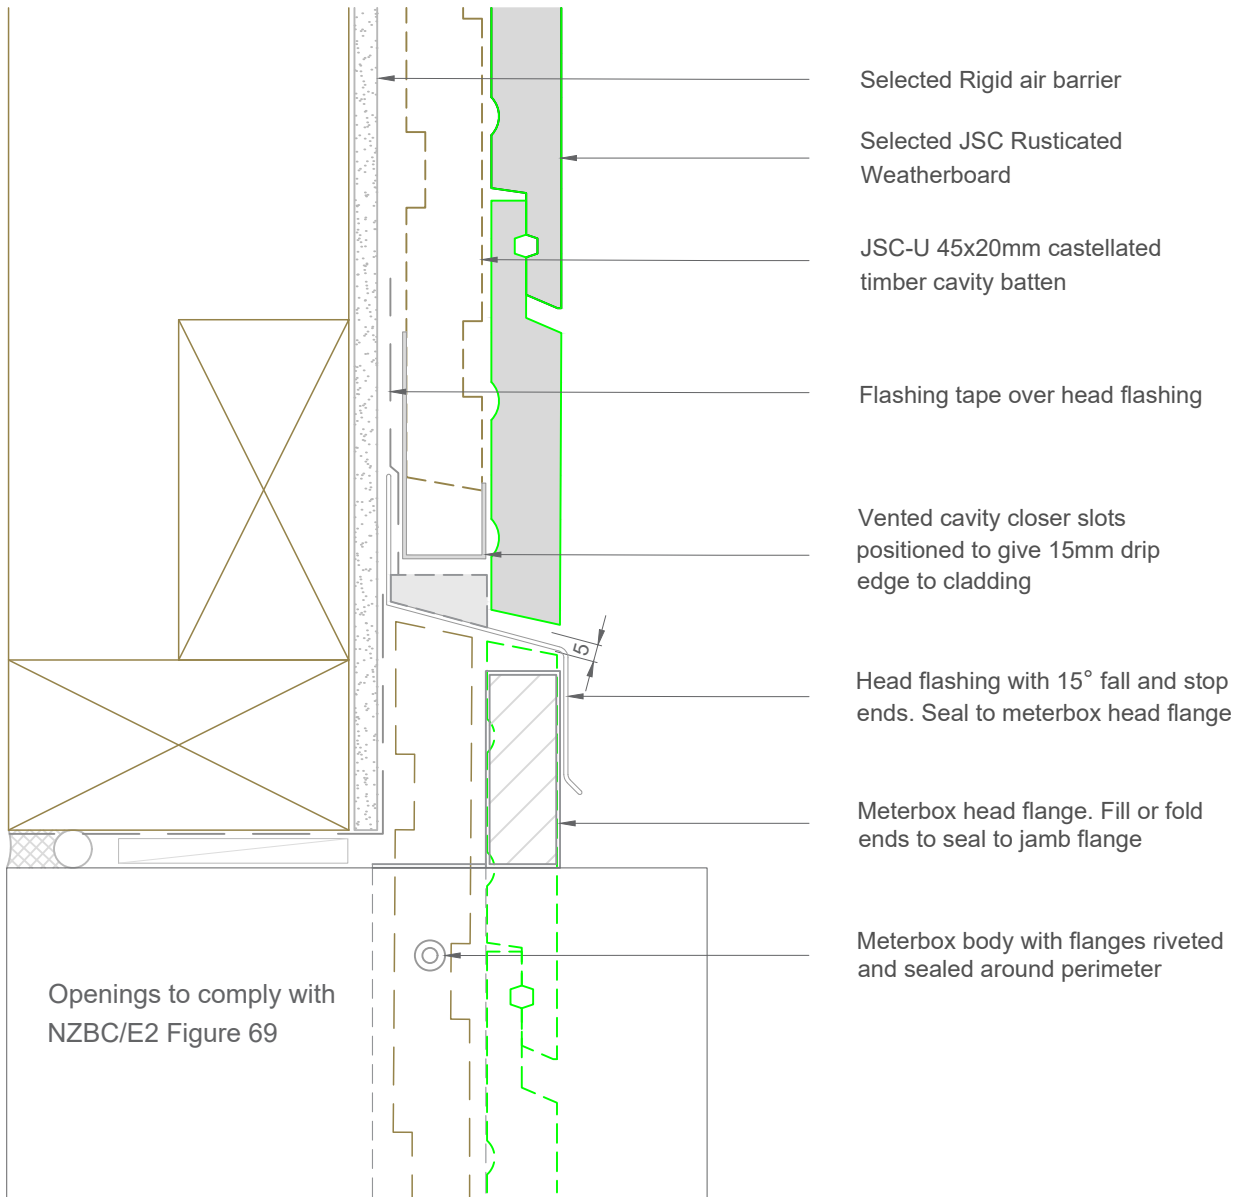 Selected Rigid air barrier
Selected JSC Rusticated
Weatherboard
JSC-U 45x20mm castellated
timber cavity batten
Flashing tape over head flashing
Vented cavity closer slots
positioned to give 15mm drip
edge to cladding
5
Head flashing with 15° fall and stop
ends. Seal to meterbox head flange
Meterbox head flange. Fill or fold
ends to seal to jamb flange
Meterbox body with flanges riveted
and sealed around perimeter
Openings to comply with
NZBC/E2 Figure 69